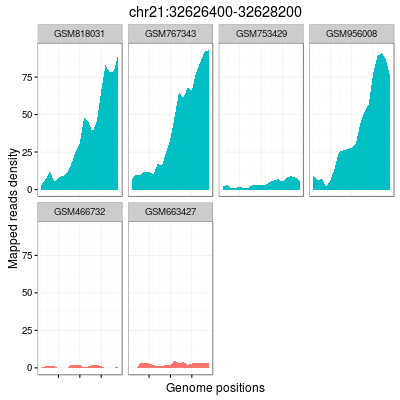 chr21:32626400-32628200
GSM818031 GSM767343 GSM753429 GSM956008
75
50
25
0
GSM466732 GSM663427
75
50
25
0
Mapped reads density
Genome positions